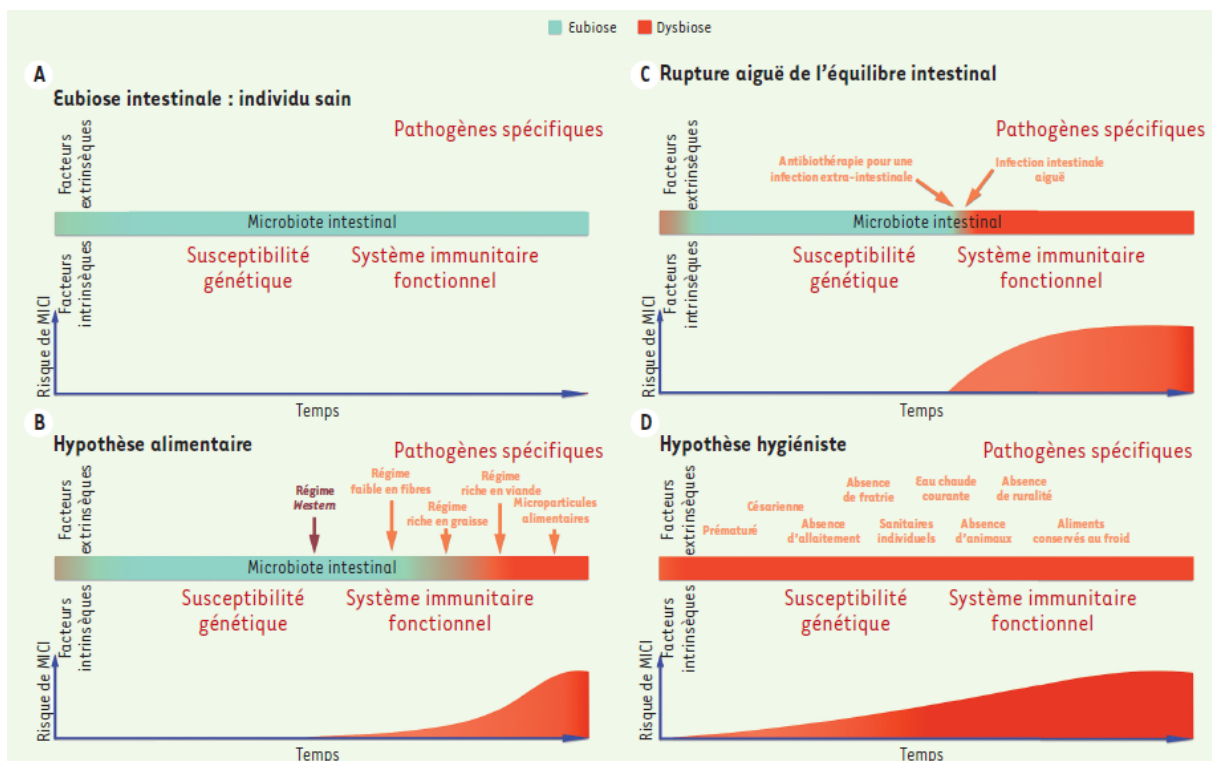 Eubiose Dysbiose
A
Eubiose intestinale : individu sain
Pathogènes spécifiques
Facteurs
extrinsèques
Microbiote intestinal
Facteurs
intrinsèques
Susceptibilité
génétique
Système immunitaire
fonctionnel
Risque de MICI
Temps
B
Hypothèse alimentaire
Pathogènes spécifiques
Facteurs
extrinsèques
Régime
Western
Régime
faible en fibres
Régime
riche en graisse
Régime
riche en viande
Microparticules
alimentaires
Microbiote intestinal
Facteurs
intrinsèques
Susceptibilité
génétique
Système immunitaire
fonctionnel
Risque de MICI
Temps
C
Rupture aiguë de l'équilibre intestinal
Pathogènes spécifiques
Facteurs
extrinsèques
Antibiothérapie pour une
infection extra-intestinale
Infection intestinale
aiguë
Microbiote intestinal
Facteurs
intrinsèques
Susceptibilité
génétique
Système immunitaire
fonctionnel
Risque de MICI
Temps
D
Hypothèse hygiéniste
Pathogènes spécifiques
Facteurs
extrinsèques
Prématuré
Césarienne
Absence
d'allaitement
Absence
de fratrie
Sanitaires
individuels
Eau chaude
courante
Absence
d'animaux
Absence
de ruralité
Aliments
conservés au froid
Facteurs
intrinsèques
Susceptibilité
génétique
Système immunitaire
fonctionnel
Risque de MICI
Temps